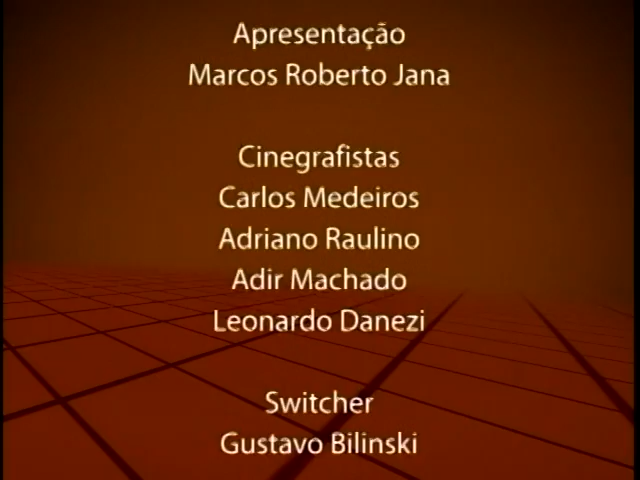 Apresentação
Marcos Roberto Jana
Cinegrafistas
Carlos Medeiros
Adriano Raulino
Adir Machado
Leonardo Danezi
Switcher
Gustavo Bilinski